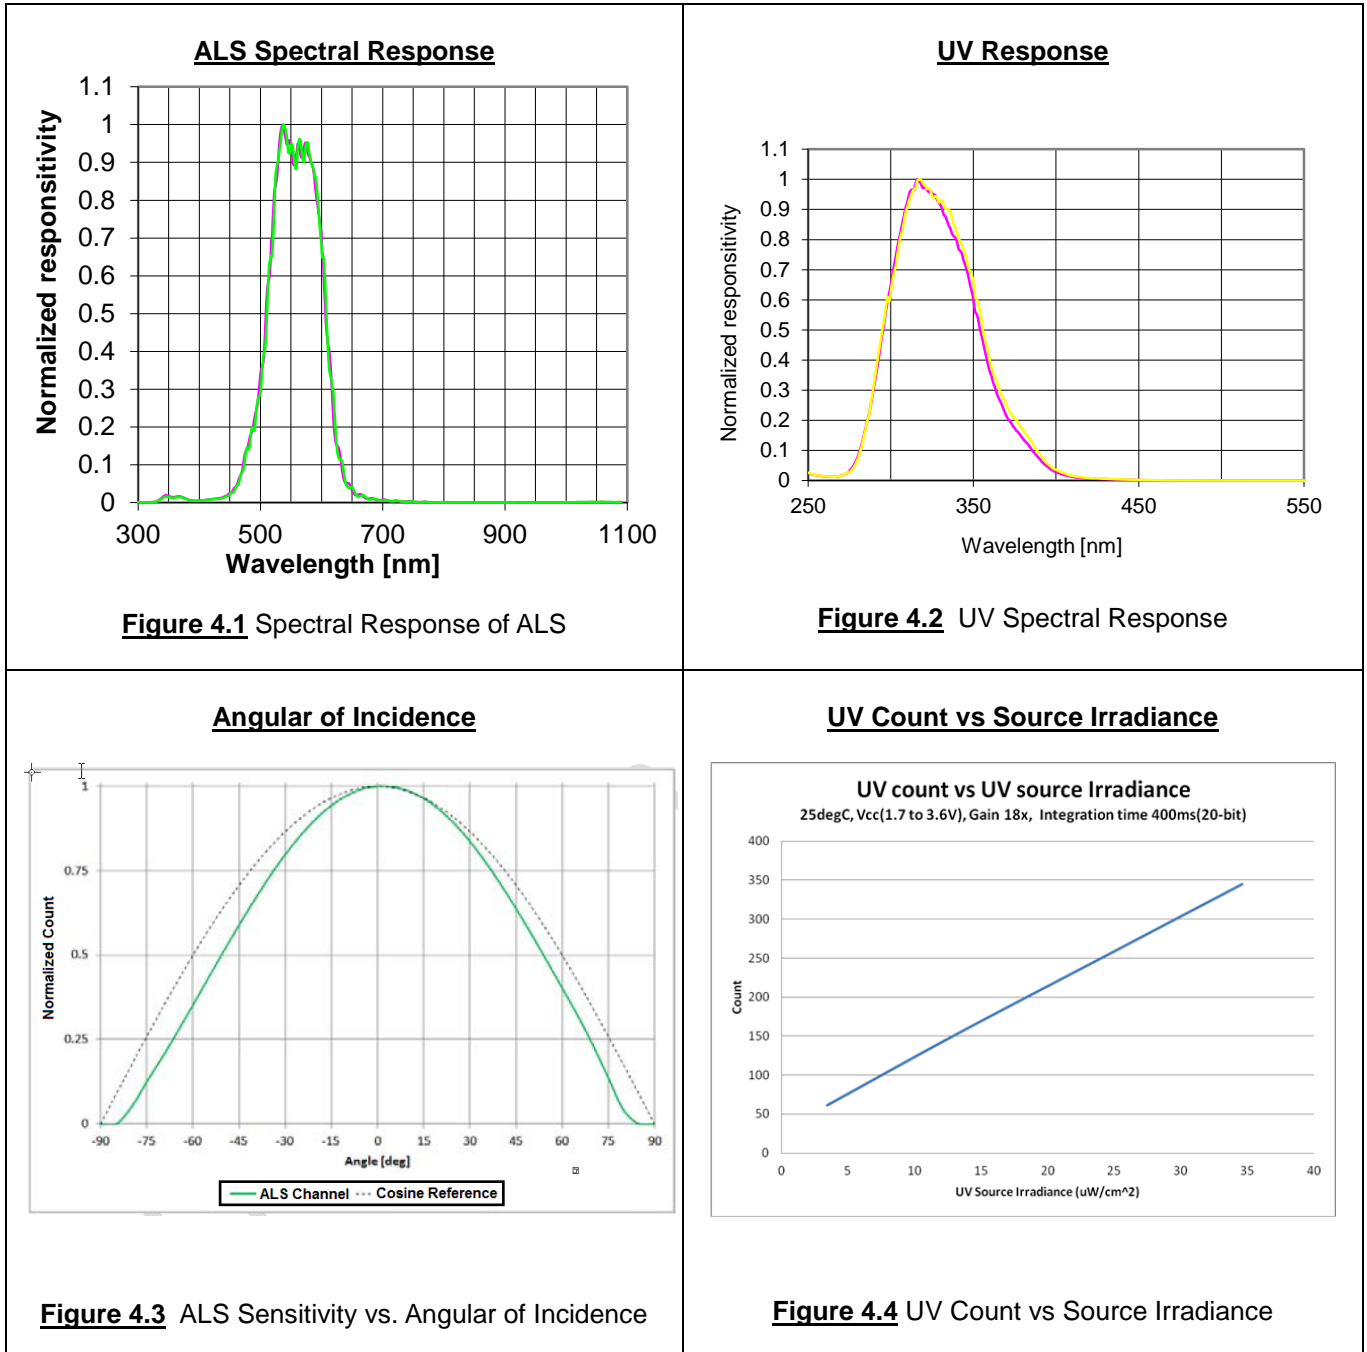 ALS Spectral Response
Normalized responsitivity
1.1
1
0.9
0.8
0.7
0.6
0.5
0.4
0.3
0.2
0.1
0
300 500 700 900 1100
Wavelength [nm]
Figure 4.1 Spectral Response of ALS
UV Response
Normalized responsitivity
1.1
1
0.9
0.8
0.7
0.6
0.5
0.4
0.3
0.2
0.1
0
250 350 450 550
Wavelength [nm]
Figure 4.2 UV Spectral Response
Angular of Incidence
Normalized Count
1
0.75
0.5
0.25
0
-90 -75 -60 -45 -30 -15 0 15 30 45 60 75 90
Angle [deg]
ALS Channel Cosine Reference
Figure 4.3 ALS Sensitivity vs. Angular of Incidence
UV Count vs Source Irradiance
UV count vs UV source Irradiance
25degC, Vcc(1.7 to 3.6V), Gain 18x, Integration time 400ms(20-bit)
Count
400
350
300
250
200
150
100
50
0
0 5 10 15 20 25 30 35 40
UV Source Irradiance (uW/cm^2)
Figure 4.4 UV Count vs Source Irradiance